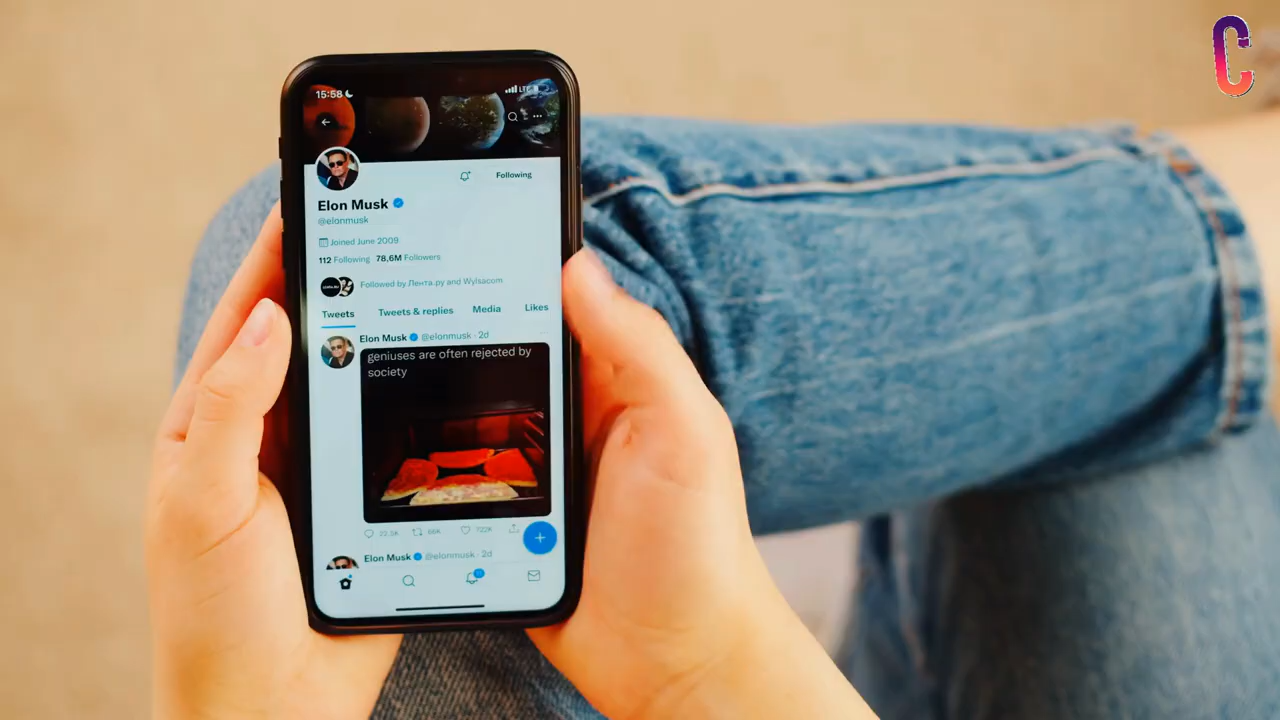 15:58
LTE
Following
Elon Musk
@elonmusk
Joined June 2009
112 Following 78,6M Followers
Followed by Лента.ру and Wylsacom
Tweets Tweets & replies Media Likes
Elon Musk @elonmusk · 2d
geniuses are often rejected by
society
722K
Elon Musk @elonmusk · 2d
C